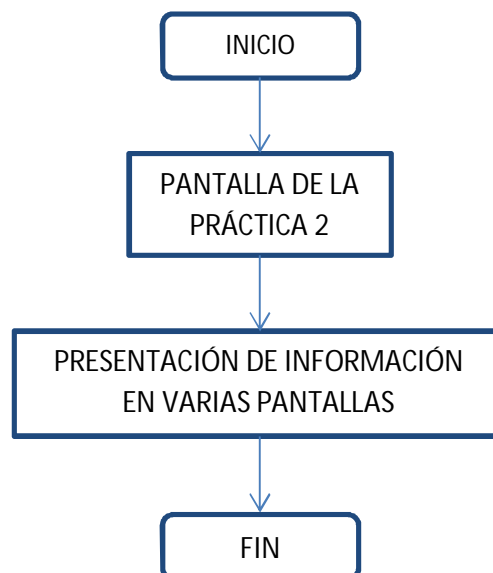 INICIO
PANTALLA DE LA
PRÁCTICA 2
PRESENTACIÓN DE INFORMACIÓN
EN VARIAS PANTALLAS
FIN